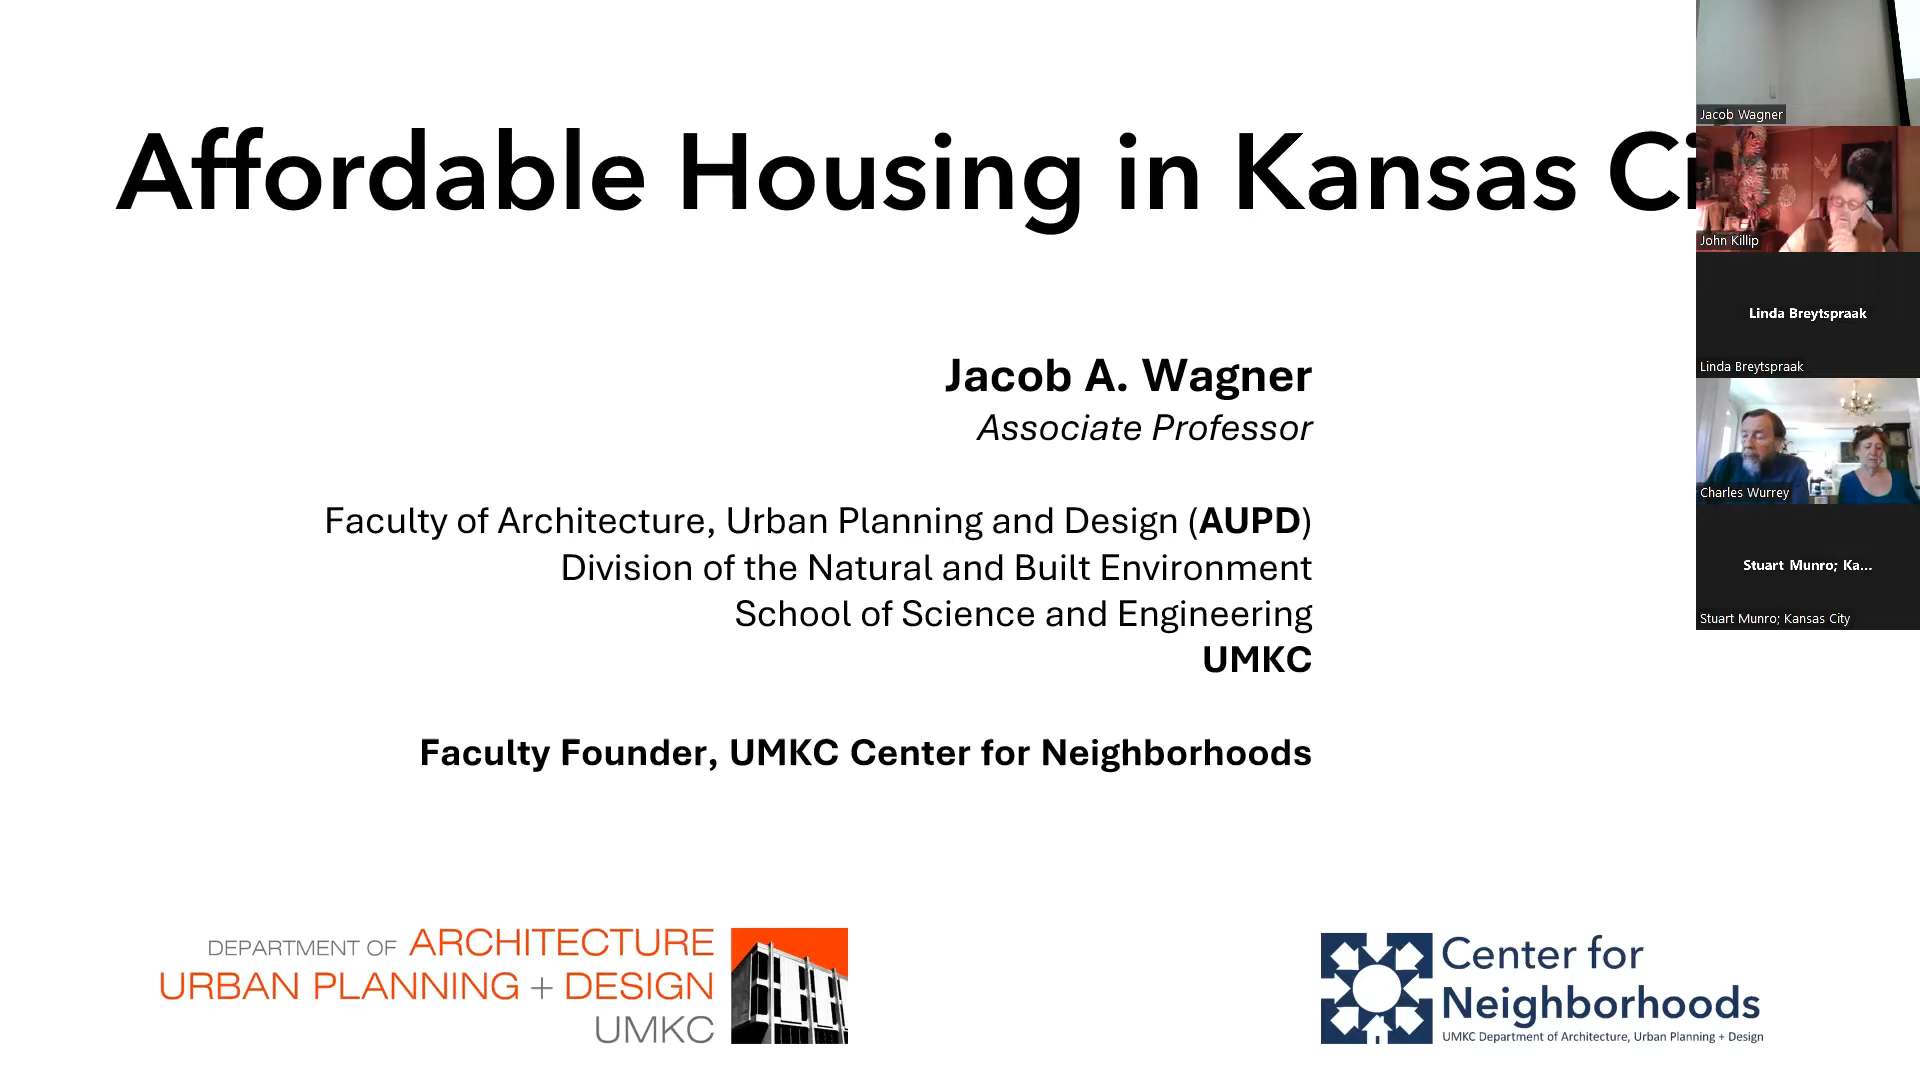 Affordable Housing in Kansas Ci
Jacob A. Wagner
Associate Professor
Faculty of Architecture, Urban Planning and Design (AUPD)
Division of the Natural and Built Environment
School of Science and Engineering
UMKC
Faculty Founder, UMKC Center for Neighborhoods
DEPARTMENT OF ARCHITECTURE
URBAN PLANNING + DESIGN
UMKC
Center for
Neighborhoods
UMKC Department of Architecture, Urban Planning + Design
Jacob Wagner
John Killip
Linda Breytspraak
Linda Breytspraak
Charles Wurrey
Stuart Munro; Ka...
Stuart Munro; Kansas City